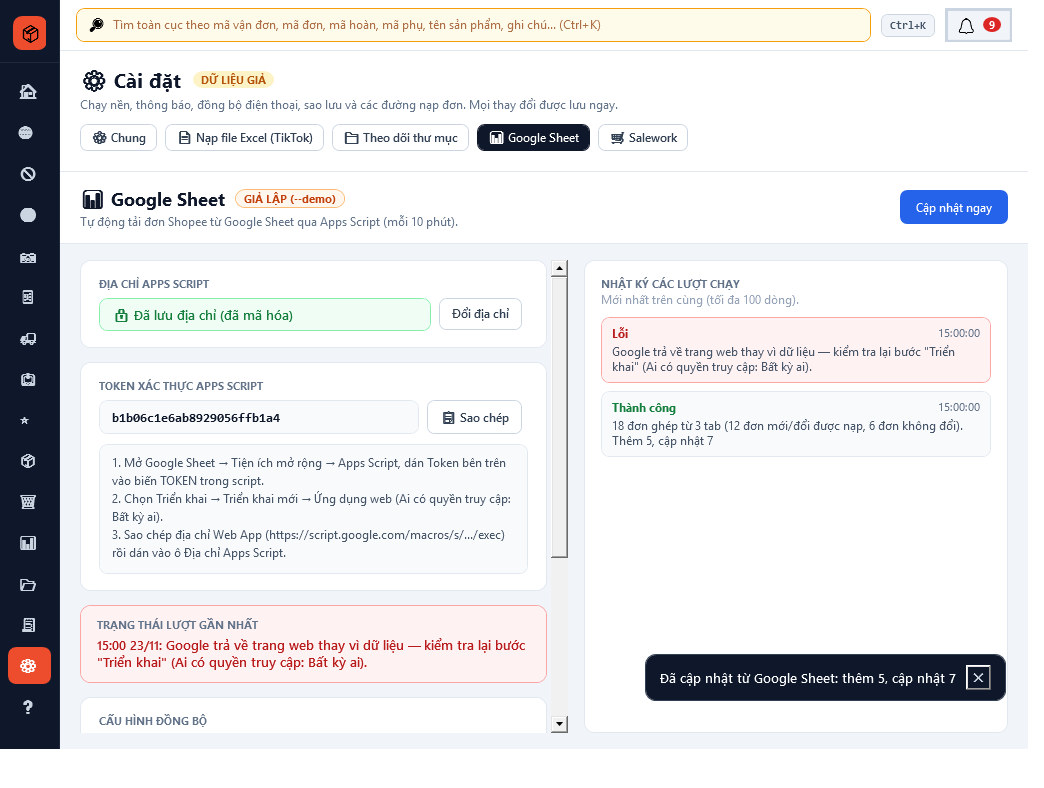 Tìm toàn cục theo mã vận đơn, mã đơn, mã hoàn, mã phụ, tên sản phẩm, ghi chú... (Ctrl+K)
Ctrl+K
9
Cài đặt
DỮ LIỆU GIẢ
Chạy nền, thông báo, đồng bộ điện thoại, sao lưu và các đường nạp đơn. Mọi thay đổi được lưu ngay.
Chung
Nạp file Excel (TikTok)
Theo dõi thư mục
Google Sheet
Salework
Google Sheet
GIẢ LẬP (--demo)
Tự động tải đơn Shopee từ Google Sheet qua Apps Script (mỗi 10 phút).
Cập nhật ngay
ĐỊA CHỈ APPS SCRIPT
Đã lưu địa chỉ (đã mã hóa)
Đổi địa chỉ
TOKEN XÁC THỰC APPS SCRIPT
b1b06c1e6ab8929056ffb1a4
Sao chép
1. Mở Google Sheet → Tiện ích mở rộng → Apps Script, dán Token bên trên
vào biến TOKEN trong script.
2. Chọn Triển khai → Triển khai mới → Ứng dụng web (Ai có quyền truy cập:
Bất kỳ ai).
3. Sao chép địa chỉ Web App (https://script.google.com/macros/s/.../exec)
rồi dán vào ô Địa chỉ Apps Script.
TRẠNG THÁI LƯỢT GẦN NHẤT
15:00 23/11: Google trả về trang web thay vì dữ liệu — kiểm tra lại bước
"Triển khai" (Ai có quyền truy cập: Bất kỳ ai).
CẤU HÌNH ĐỒNG BỘ
NHẬT KÝ CÁC LƯỢT CHẠY
Mới nhất trên cùng (tối đa 100 dòng).
Lỗi
15:00:00
Google trả về trang web thay vì dữ liệu — kiểm tra lại bước "Triển
khai" (Ai có quyền truy cập: Bất kỳ ai).
Thành công
15:00:00
18 đơn ghép từ 3 tab (12 đơn mới/đổi được nạp, 6 đơn không đổi).
Thêm 5, cập nhật 7
Đã cập nhật từ Google Sheet: thêm 5, cập nhật 7